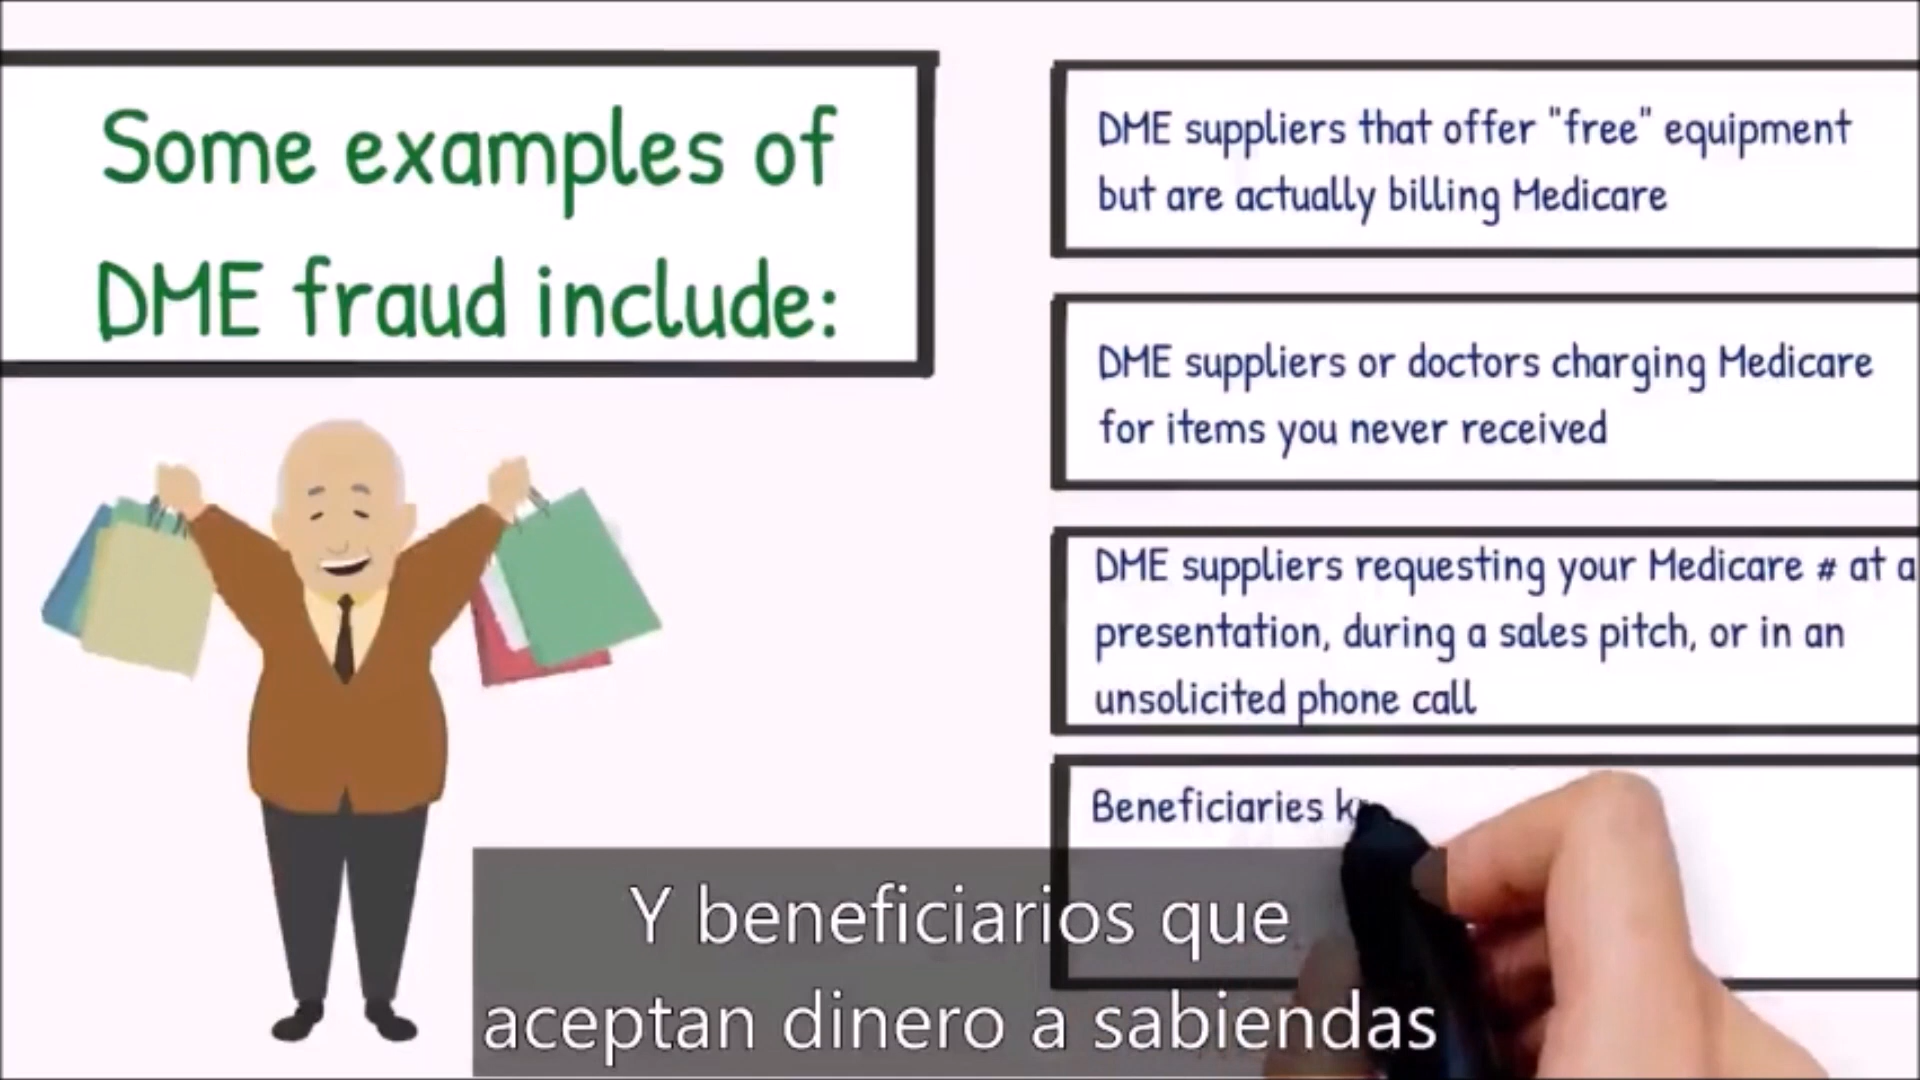 Some examples of
DME fraud include:
DME suppliers that offer "free" equipment
but are actually billing Medicare
DME suppliers or doctors charging Medicare
for items you never received
DME suppliers requesting your Medicare # at a
presentation, during a sales pitch, or in an
unsolicited phone call
Beneficiaries
Y beneficiarios que
aceptan dinero a sabiendas